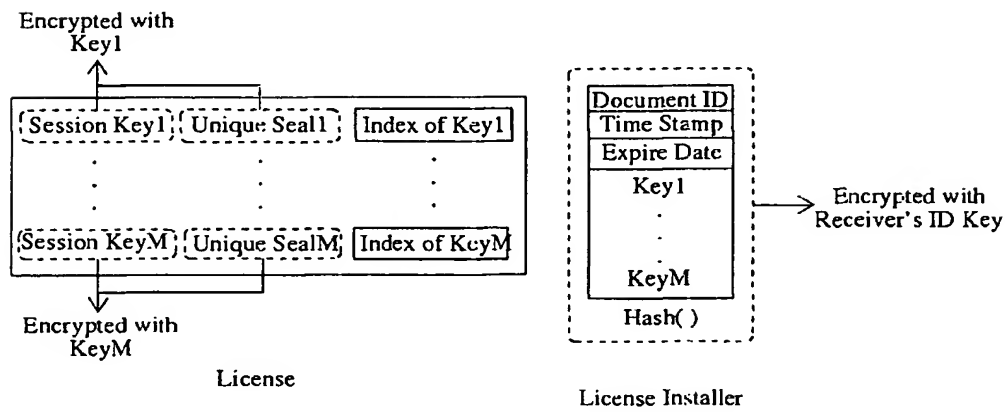 Encrypted with
Key1
Session Key1 Unique Seal1 Index of Key1
Session KeyM Unique SealM Index of KeyM
Encrypted with
KeyM
License
Document ID
Time Stamp
Expire Date
Key1
KeyM
Hash( )
Encrypted with
Receiver's ID Key
License Installer